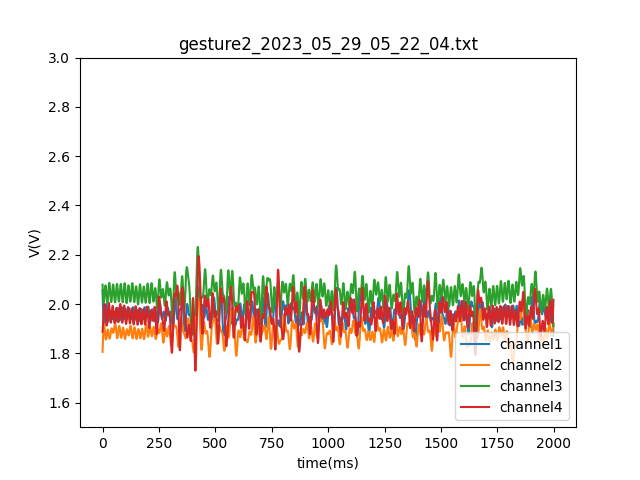 gesture2_2023_05_29_05_22_04.txt
3.0
2.8
2.6
2.4
2.2
2.0
1.8
1.6
V(V)
channel1
channel2
channel3
channel4
0 250 500 750 1000 1250 1500 1750 2000
time(ms)